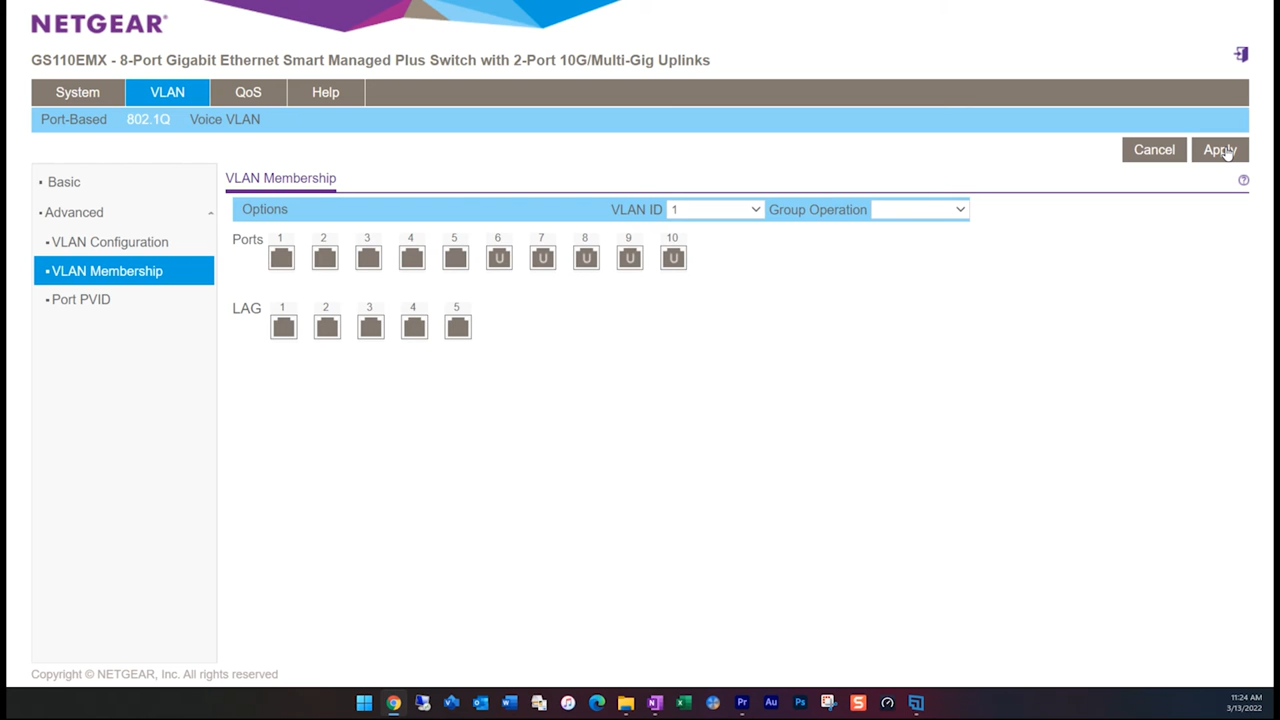 NETGEAR®
GS110EMX - 8-Port Gigabit Ethernet Smart Managed Plus Switch with 2-Port 10G/Multi-Gig Uplinks
System VLAN QoS Help
Port-Based 802.1Q Voice VLAN
Cancel Apply
Basic
Advanced
VLAN Configuration
VLAN Membership
Port PVID
VLAN Membership
Options VLAN ID 1 Group Operation
Ports 1 2 3 4 5 6 7 8 9 10
U U U U U
LAG 1 2 3 4 5
Copyright © NETGEAR, Inc. All rights reserved
11:24 AM
3/13/2022